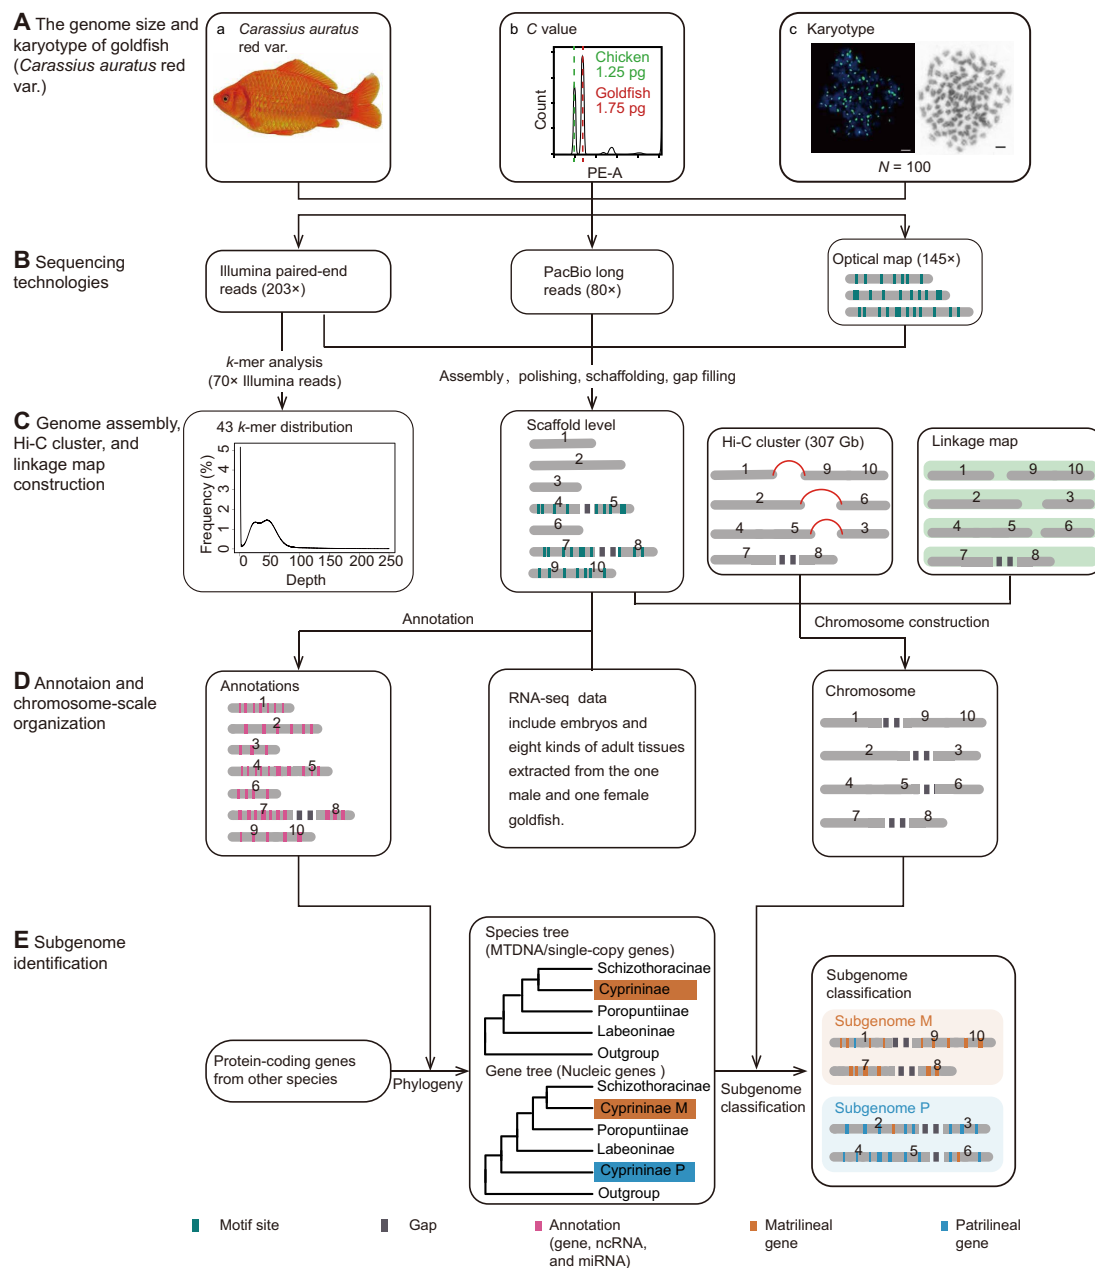 A The genome size and
karyotype of goldfish
(Carassius auratus red
var.)
a Carassius auratus
red var.
b C value
Chicken
1.25 pg
Goldfish
1.75 pg
Count
PE-A
c Karyotype
N = 100
B Sequencing
technologies
Illumina paired-end
reads (203×)
PacBio long
reads (80×)
Optical map (145×)
k-mer analysis
(70× Illumina reads)
Assembly, polishing, schaffolding, gap filling
C Genome assembly,
Hi-C cluster, and
linkage map
construction
43 k-mer distribution
Frequency (%)
5
4
3
2
1
0
0 50 100 150 200 250
Depth
Scaffold level
1
2
3
4 5
6
7 8
9 10
Hi-C cluster (307 Gb)
1 9 10
2 6
4 5 3
7 8
Linkage map
1 9 10
2 3
4 5 6
7 8
Annotation
Chromosome construction
D Annotaion and
chromosome-scale
organization
Annotations
1
2
3
4 5
6
7 8
9 10
RNA-seq data
include embryos and
eight kinds of adult tissues
extracted from the one
male and one female
goldfish.
Chromosome
1 9 10
2 3
4 5 6
7 8
E Subgenome
identification
Protein-coding genes
from other species
Phylogeny
Species tree
(MTDNA/single-copy genes)
Schizothoracinae
Cyprininae
Poropuntiinae
Labeoninae
Outgroup
Gene tree (Nucleic genes )
Schizothoracinae
Cyprininae M
Poropuntiinae
Labeoninae
Cyprininae P
Outgroup
Subgenome
classification
Subgenome
classification
Subgenome M
1 9 10
7 8
Subgenome P
2 3
4 5 6
Motif site
Gap
Annotation
(gene, ncRNA,
and miRNA)
Matrilineal
gene
Patrilineal
gene